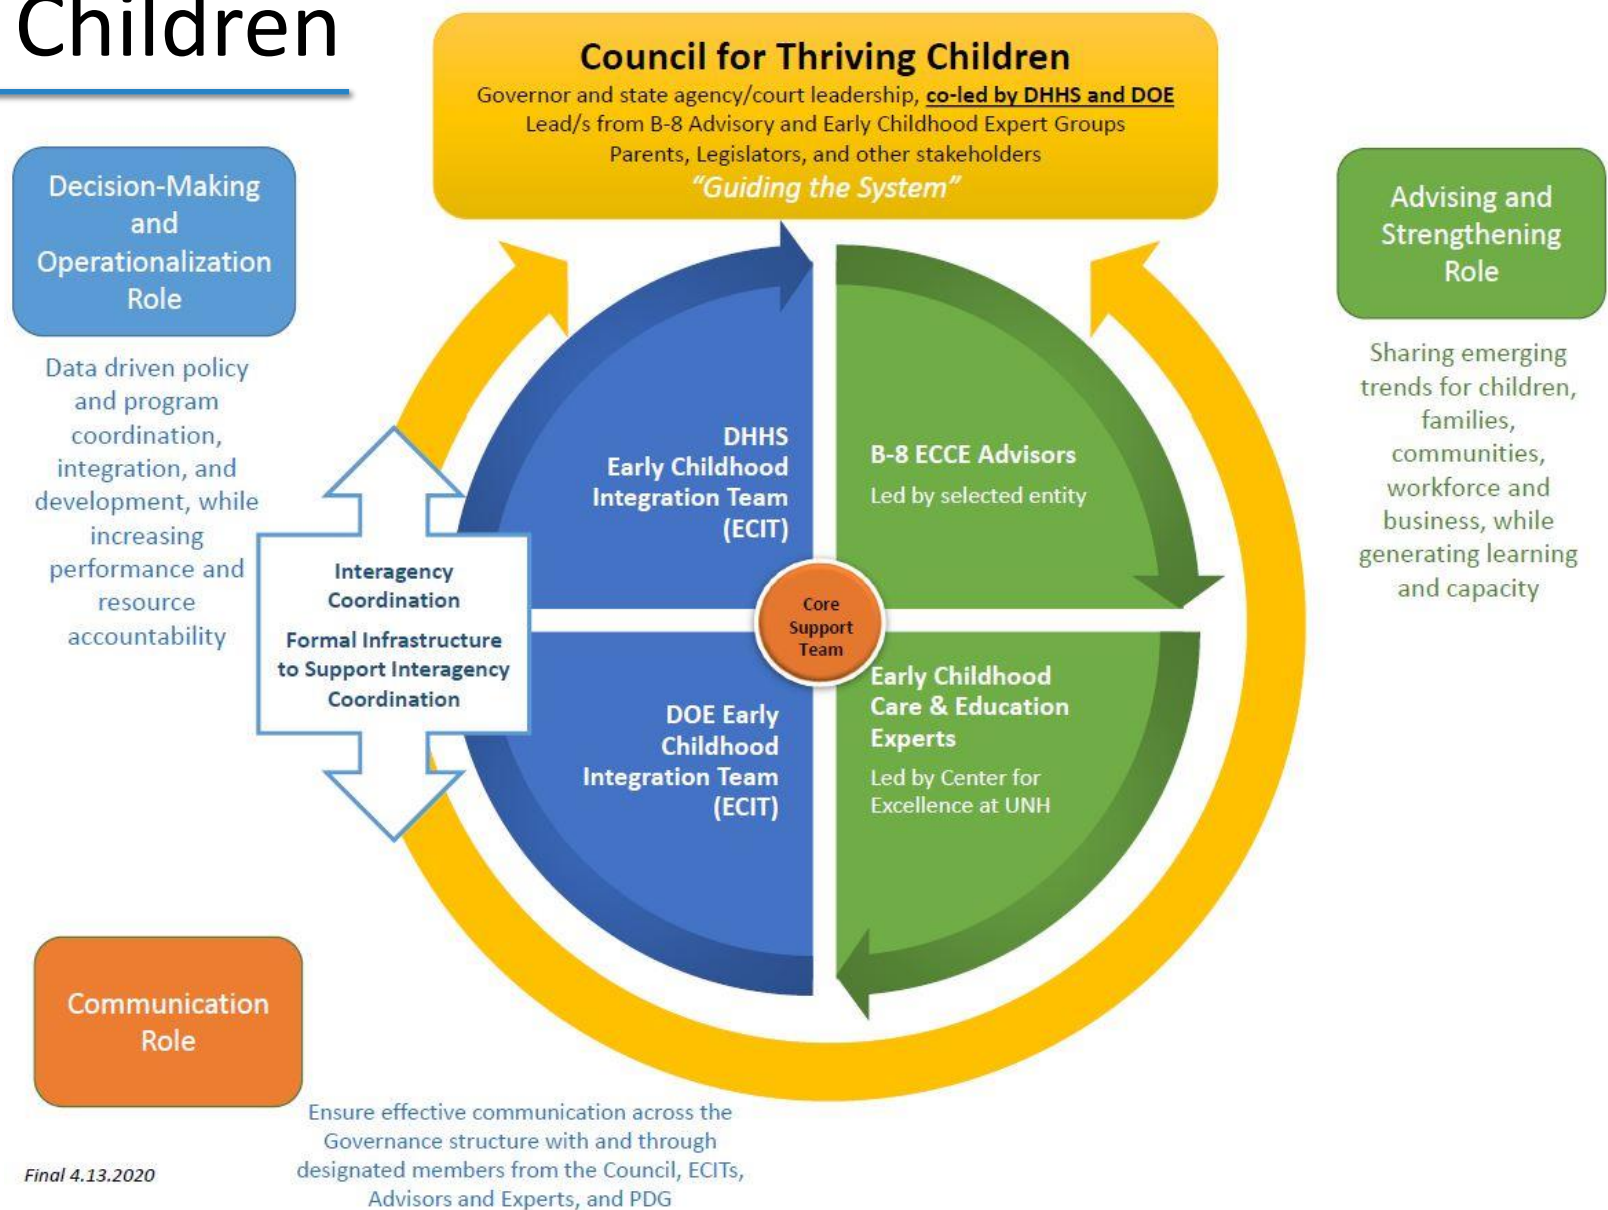 Children
Council for Thriving Children
Governor and state agency/court leadership, co-led by DHHS and DOE
Lead/s from B-8 Advisory and Early Childhood Expert Groups
Parents, Legislators, and other stakeholders
"Guiding the System"
Decision-Making
and
Operationalization
Role
Data driven policy
and program
coordination,
integration, and
development, while
increasing
performance and
resource
accountability
Advising and
Strengthening
Role
Sharing emerging
trends for children,
families,
communities,
workforce and
business, while
generating learning
and capacity
DHHS
Early Childhood
Integration Team
(ECIT)
B-8 ECCE Advisors
Led by selected entity
Interagency
Coordination
Formal Infrastructure
to Support Interagency
Coordination
Core
Support
Team
DOE Early
Childhood
Integration Team
(ECIT)
Early Childhood
Care & Education
Experts
Led by Center for
Excellence at UNH
Communication
Role
Ensure effective communication across the
Governance structure with and through
designated members from the Council, ECITs,
Advisors and Experts, and PDG
Final 4.13.2020